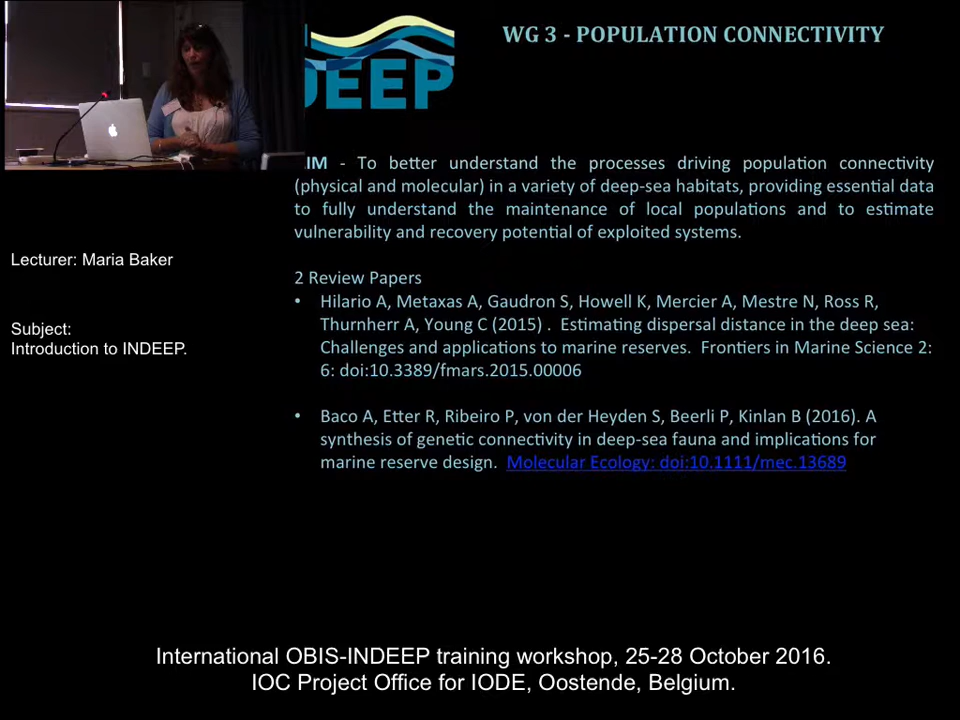 DEEP
WG 3 - POPULATION CONNECTIVITY
IM - To better understand the processes driving population connectivity
(physical and molecular) in a variety of deep-sea habitats, providing essential data
to fully understand the maintenance of local populations and to estimate
vulnerability and recovery potential of exploited systems.
Lecturer: Maria Baker
2 Review Papers
• Hilario A, Metaxas A, Gaudron S, Howell K, Mercier A, Mestre N, Ross R,
Thurnherr A, Young C (2015) . Estimating dispersal distance in the deep sea:
Challenges and applications to marine reserves. Frontiers in Marine Science 2:
6: doi:10.3389/fmars.2015.00006
Subject:
Introduction to INDEEP.
• Baco A, Etter R, Ribeiro P, von der Heyden S, Beerli P, Kinlan B (2016). A
synthesis of genetic connectivity in deep-sea fauna and implications for
marine reserve design. Molecular Ecology: doi:10.1111/mec.13689
International OBIS-INDEEP training workshop, 25-28 October 2016.
IOC Project Office for IODE, Oostende, Belgium.